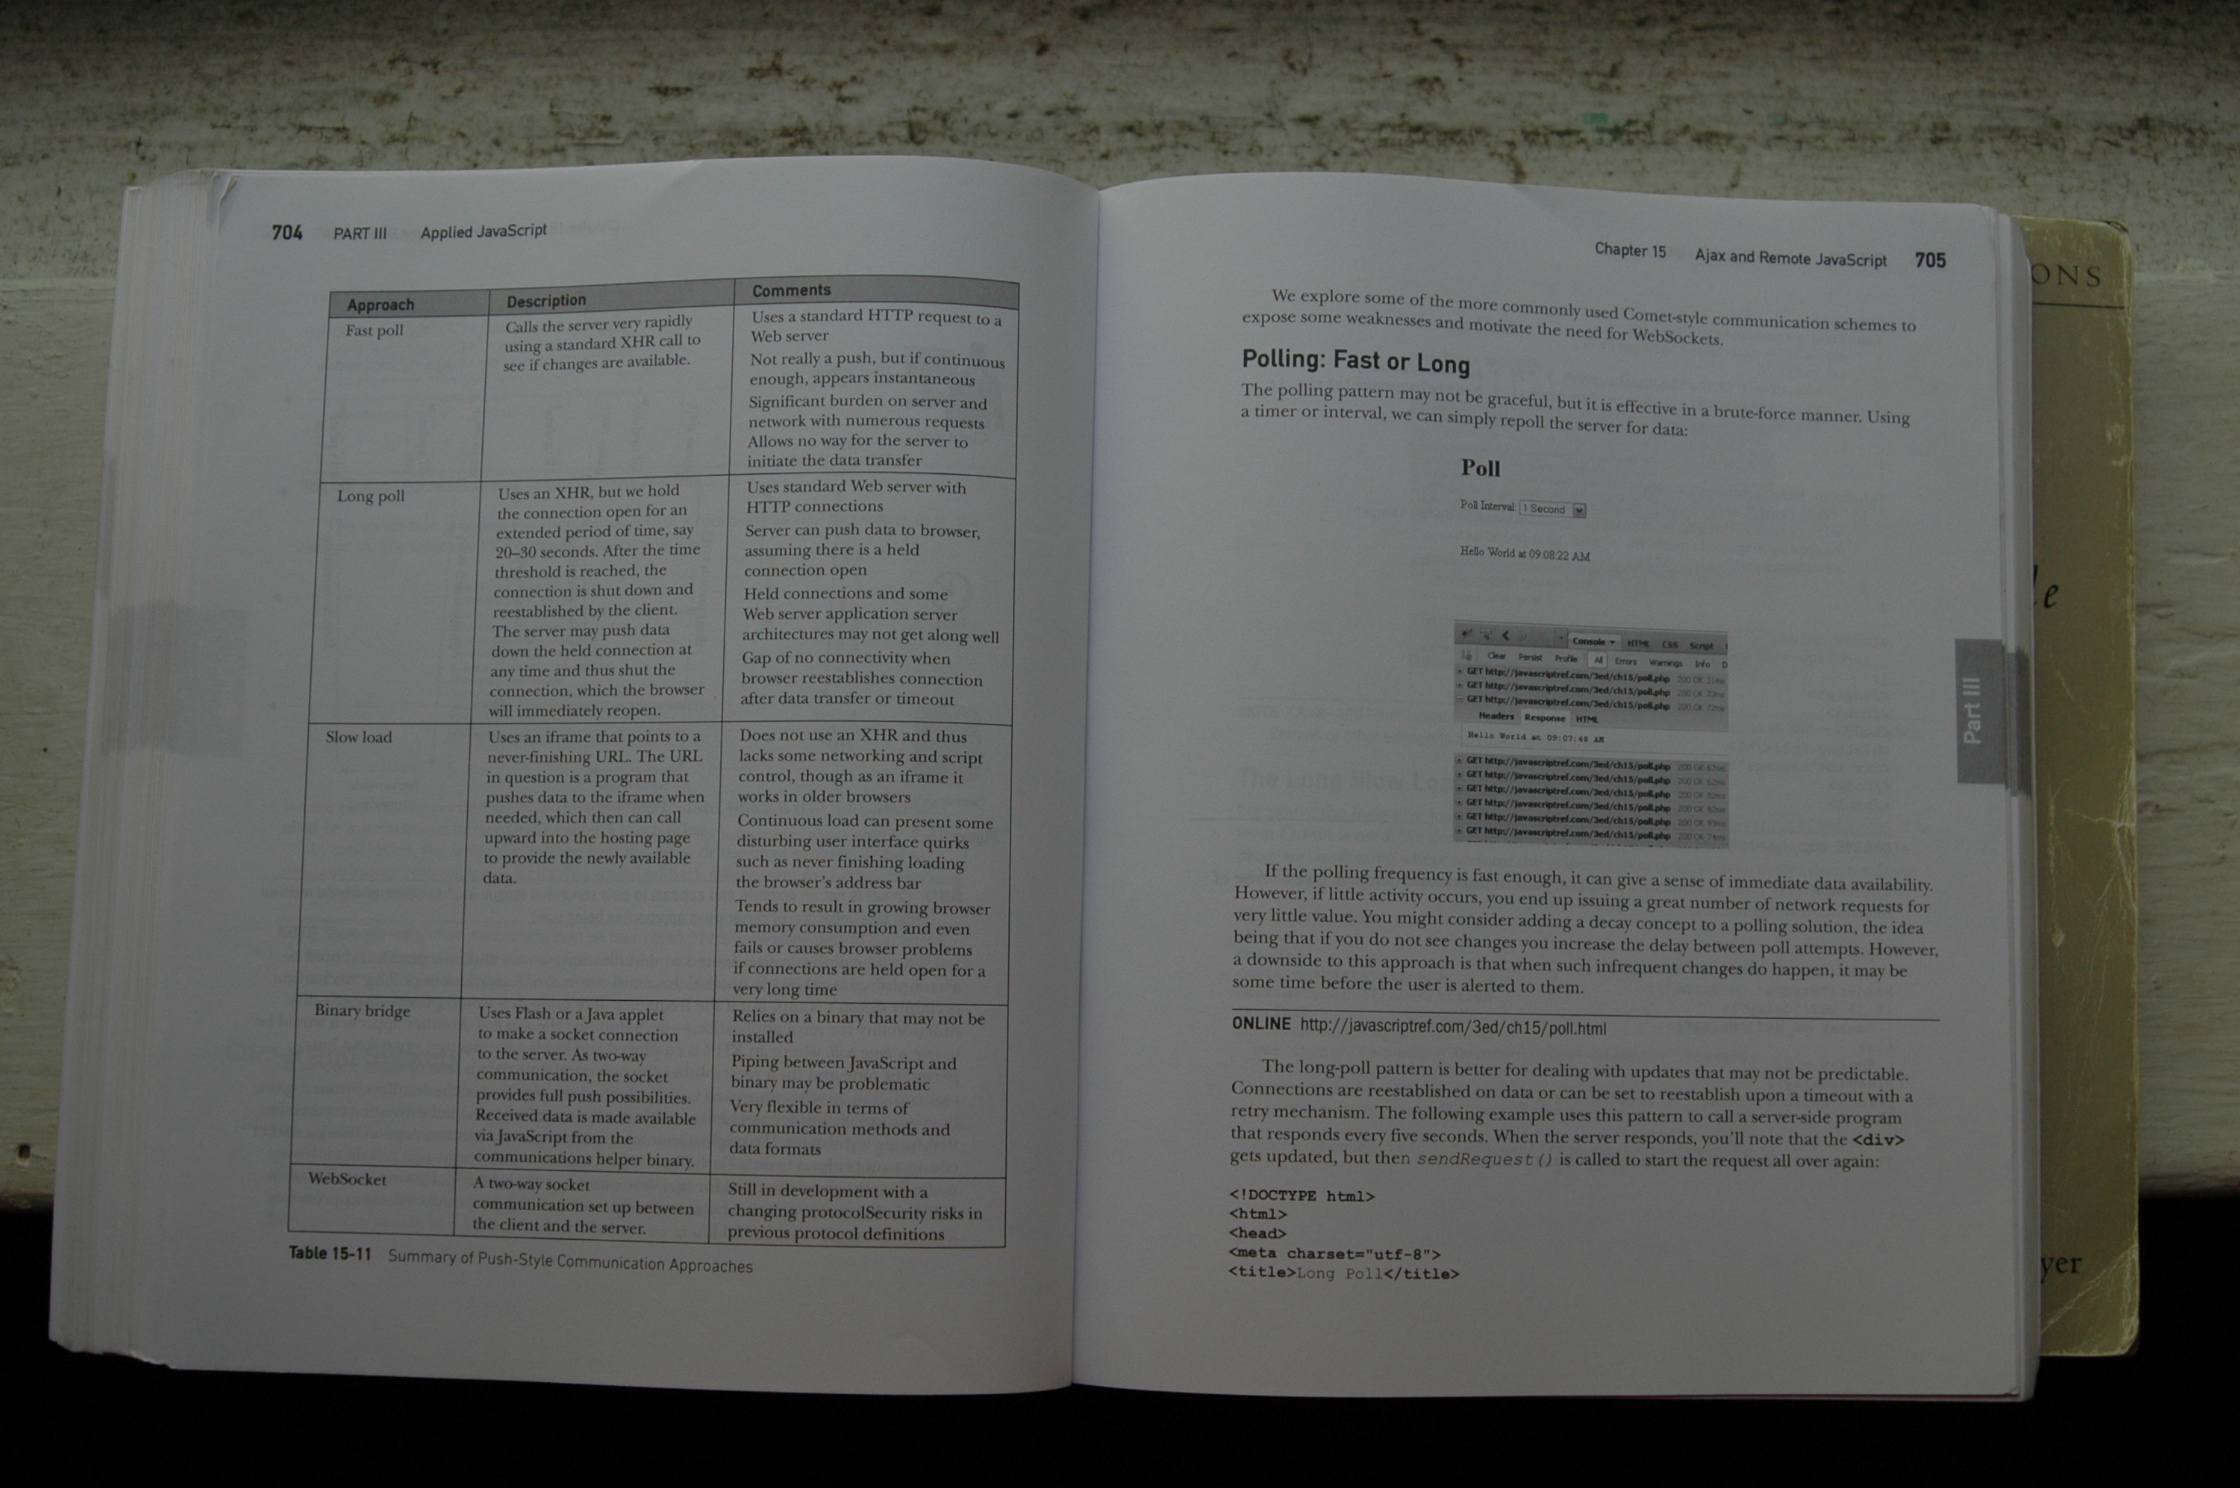 704 PART III Applied JavaScript
Approach
Description
Comments
Fast poll
Calls the server very rapidly
using a standard XHR call to
see if changes are available.
Uses a standard HTTP request to a
Web server
Not really a push, but if continuous
enough, appears instantaneous
Significant burden on server and
network with numerous requests
Allows no way for the server to
initiate the data transfer
Long poll
Uses an XHR, but we hold
the connection open for an
extended period of time, say
20–30 seconds. After the time
threshold is reached, the
connection is shut down and
reestablished by the client.
The server may push data
down the held connection at
any time and thus shut the
connection, which the browser
will immediately reopen.
Uses standard Web server with
HTTP connections
Server can push data to browser,
assuming there is a held
connection open
Held connections and some
Web server application server
architectures may not get along well
Gap of no connectivity when
browser reestablishes connection
after data transfer or timeout
Slow load
Uses an iframe that points to a
never-finishing URL. The URL
in question is a program that
pushes data to the iframe when
needed, which then can call
upward into the hosting page
to provide the newly available
data.
Does not use an XHR and thus
lacks some networking and script
control, though as an iframe it
works in older browsers
Continuous load can present some
disturbing user interface quirks
such as never finishing loading
the browser's address bar
Tends to result in growing browser
memory consumption and even
fails or causes browser problems
if connections are held open for a
very long time
Binary bridge
Uses Flash or a Java applet
to make a socket connection
to the server. As two-way
communication, the socket
provides full push possibilities.
Received data is made available
via JavaScript from the
communications helper binary.
Relies on a binary that may not be
installed
Piping between JavaScript and
binary may be problematic
Very flexible in terms of
communication methods and
data formats
WebSocket
A two-way socket
communication set up between
the client and the server.
Still in development with a
changing protocolSecurity risks in
previous protocol definitions
Table 15-11 Summary of Push-Style Communication Approaches
Chapter 15 Ajax and Remote JavaScript 705
We explore some of the more commonly used Comet-style communication schemes to
expose some weaknesses and motivate the need for WebSockets.
Polling: Fast or Long
The polling pattern may not be graceful, but it is effective in a brute-force manner. Using
a timer or interval, we can simply repoll the server for data:
Poll
Poll Interval: 1 Second
Hello World at 09:08:22 AM
Console HTML CSS Script
Clear Persist Profile All Errors Warnings Info D
GET http://javascriptref.com/3ed/ch15/poll.php 200 OK 31ms
GET http://javascriptref.com/3ed/ch15/poll.php 200 OK 73ms
GET http://javascriptref.com/3ed/ch15/poll.php 200 OK 72ms
Headers Response HTML
Hello World at 09:07:48 AM
GET http://javascriptref.com/3ed/ch15/poll.php 200 OK 67ms
GET http://javascriptref.com/3ed/ch15/poll.php 200 OK 62ms
GET http://javascriptref.com/3ed/ch15/poll.php 200 OK 62ms
GET http://javascriptref.com/3ed/ch15/poll.php 200 OK 62ms
GET http://javascriptref.com/3ed/ch15/poll.php 200 OK 93ms
GET http://javascriptref.com/3ed/ch15/poll.php 200 OK 74ms
If the polling frequency is fast enough, it can give a sense of immediate data availability.
However, if little activity occurs, you end up issuing a great number of network requests for
very little value. You might consider adding a decay concept to a polling solution, the idea
being that if you do not see changes you increase the delay between poll attempts. However,
a downside to this approach is that when such infrequent changes do happen, it may be
some time before the user is alerted to them.
ONLINE http://javascriptref.com/3ed/ch15/poll.html
The long-poll pattern is better for dealing with updates that may not be predictable.
Connections are reestablished on data or can be set to reestablish upon a timeout with a
retry mechanism. The following example uses this pattern to call a server-side program
that responds every five seconds. When the server responds, you'll note that the <div>
gets updated, but then sendRequest() is called to start the request all over again:
<!DOCTYPE html>
<html>
<head>
<meta charset="utf-8">
<title>Long Poll</title>
Part III
ONS
le
yer